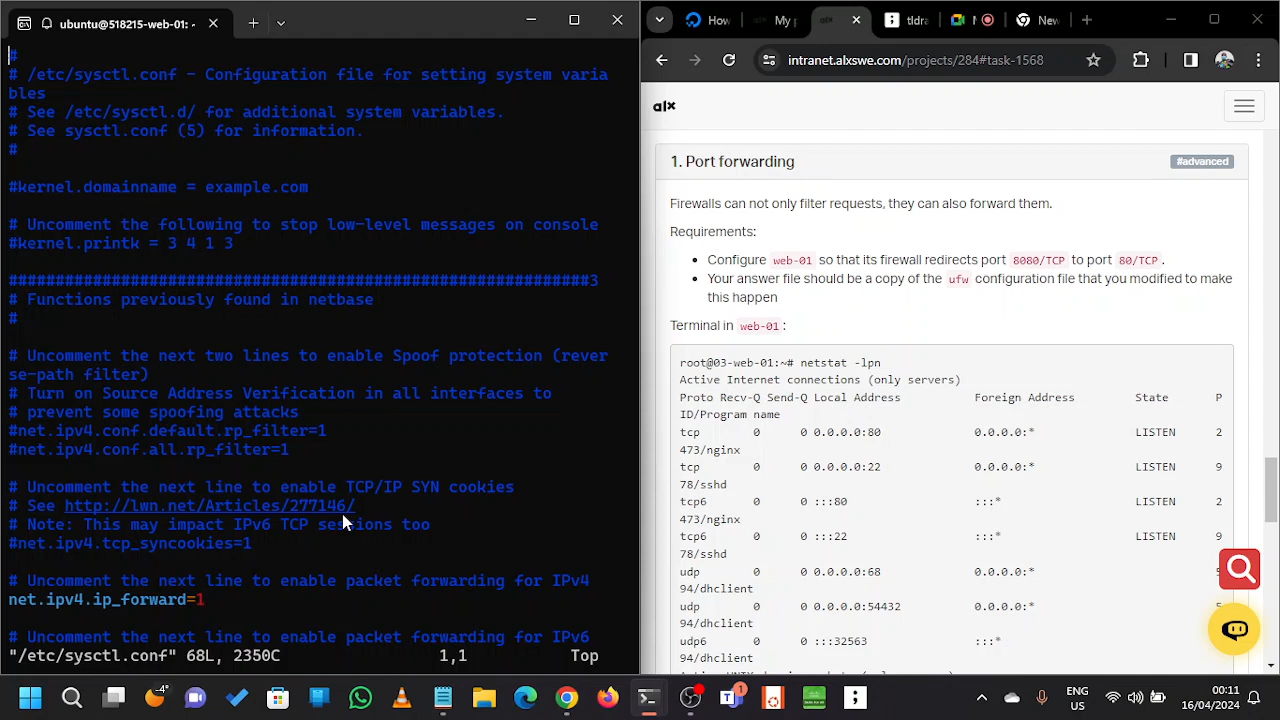 ubuntu@518215-web-01: ~
#
# /etc/sysctl.conf - Configuration file for setting system varia
bles
# See /etc/sysctl.d/ for additional system variables.
# See sysctl.conf (5) for information.
#
#kernel.domainname = example.com
# Uncomment the following to stop low-level messages on console
#kernel.printk = 3 4 1 3
##############################################################3
# Functions previously found in netbase
#
# Uncomment the next two lines to enable Spoof protection (rever
se-path filter)
# Turn on Source Address Verification in all interfaces to
# prevent some spoofing attacks
#net.ipv4.conf.default.rp_filter=1
#net.ipv4.conf.all.rp_filter=1
# Uncomment the next line to enable TCP/IP SYN cookies
# See http://lwn.net/Articles/277146/
# Note: This may impact IPv6 TCP sessions too
#net.ipv4.tcp_syncookies=1
# Uncomment the next line to enable packet forwarding for IPv4
net.ipv4.ip_forward=1
# Uncomment the next line to enable packet forwarding for IPv6
"/etc/sysctl.conf" 68L, 2350C 1,1 Top
How
My p
tldra
M
New
intranet.alxswe.com/projects/284#task-1568
alx
1. Port forwarding #advanced
Firewalls can not only filter requests, they can also forward them.
Requirements:
• Configure web-01 so that its firewall redirects port 8080/TCP to port 80/TCP.
• Your answer file should be a copy of the ufw configuration file that you modified to make
this happen
Terminal in web-01:
root@03-web-01:~# netstat -lpn
Active Internet connections (only servers)
Proto Recv-Q Send-Q Local Address Foreign Address State P
ID/Program name
tcp 0 0 0.0.0.0:80 0.0.0.0:* LISTEN 2
473/nginx
tcp 0 0 0.0.0.0:22 0.0.0.0:* LISTEN 9
78/sshd
tcp6 0 0 :::80 :::* LISTEN 2
473/nginx
tcp6 0 0 :::22 :::* LISTEN 9
78/sshd
udp 0 0 0.0.0.0:68 0.0.0.0:*
94/dhclient
udp 0 0 0.0.0.0:54432 0.0.0.0:* 5
94/dhclient
udp6 0 0 :::32563 :::*
94/dhclient
ENG
US
00:11
16/04/2024